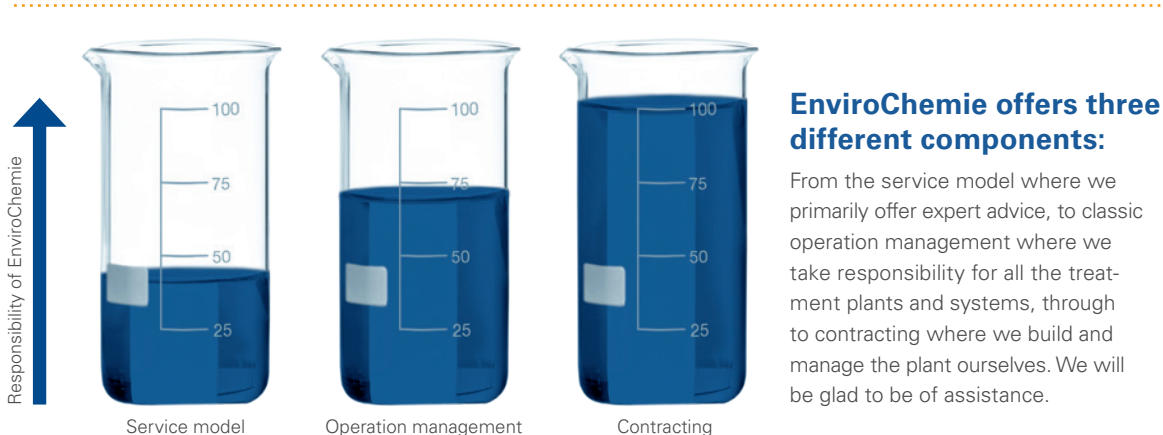 Responsibility of EnviroChemie
100
75
50
25
Service model
100
75
50
25
Operation management
100
75
50
25
Contracting
EnviroChemie offers three
different components:
From the service model where we
primarily offer expert advice, to classic
operation management where we
take responsibility for all the treat-
ment plants and systems, through
to contracting where we build and
manage the plant ourselves. We will
be glad to be of assistance.